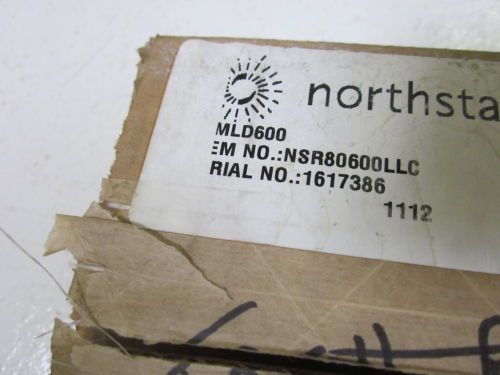 northsta
MLD600
EM NO.:NSR80600LLC
RIAL NO.:1617386
1112